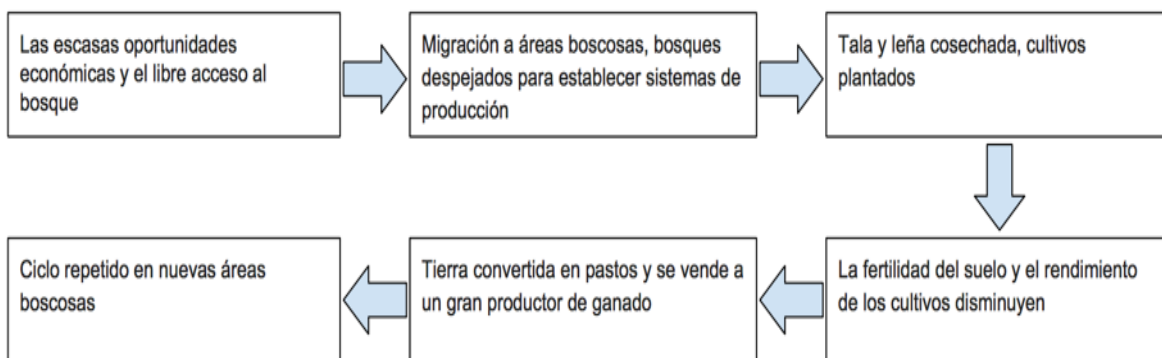 Las escasas oportunidades
económicas y el libre acceso al
bosque
Migración a áreas boscosas, bosques
despejados para establecer sistemas de
producción
Tala y leña cosechada, cultivos
plantados
La fertilidad del suelo y el rendimiento
de los cultivos disminuyen
Tierra convertida en pastos y se vende a
un gran productor de ganado
Ciclo repetido en nuevas áreas
boscosas